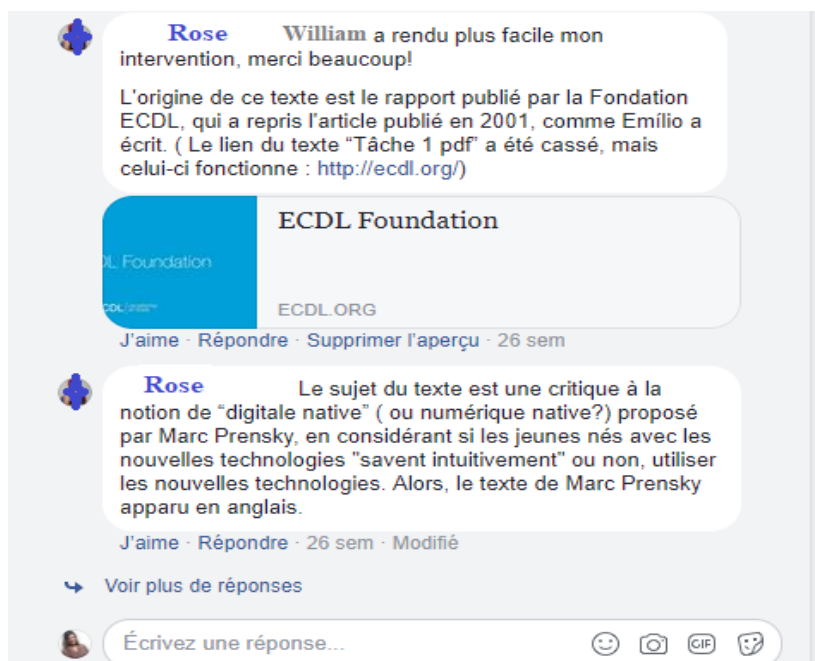 Rose William a rendu plus facile mon
intervention, merci beaucoup!
L'origine de ce texte est le rapport publié par la Fondation
ECDL, qui a repris l'article publié en 2001, comme Emílio a
écrit. ( Le lien du texte “Tâche 1 pdf” a été cassé, mais
celui-ci fonctionne : http://ecdl.org/)
ECDL Foundation
DL Foundation
ECDL.ORG
J'aime · Répondre · Supprimer l'aperçu · 26 sem
Rose Le sujet du texte est une critique à la
notion de “digitale native” ( ou numérique native?) proposé
par Marc Prensky, en considérant si les jeunes nés avec les
nouvelles technologies "savent intuitivement" ou non, utiliser
les nouvelles technologies. Alors, le texte de Marc Prensky
apparu en anglais.
J'aime · Répondre · 26 sem · Modifié
Voir plus de réponses
Écrivez une réponse...
GIF